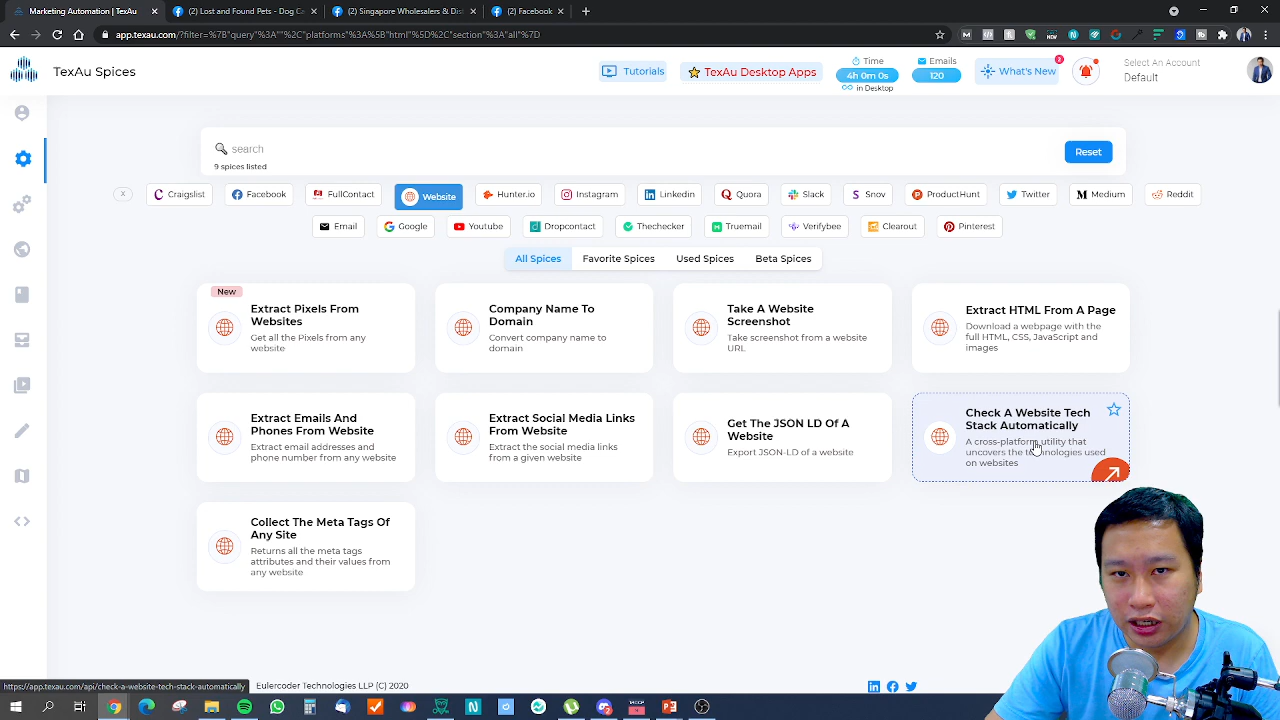 Marketing Automation | TexAu
(2) Lost and Found Pets - Dog Ca
(2) Singapore Wholesalers & Dist
(2) Facebook
app.texau.com/?filter=%7B"query"%3A""%2C"platforms"%3A%5B"html"%5D%2C"setion"%3A"all"%7D
TexAu Spices
Tutorials
TexAu Desktop Apps
Time
4h 0m 0s
in Desktop
Emails
120
What's New
2
Select An Account
Default
search
9 spices listed
Reset
X
Craigslist
Facebook
FullContact
Website
Hunter.io
Instagram
Linkedin
Quora
Slack
Snov
ProductHunt
Twitter
Medium
Reddit
Email
Google
Youtube
Dropcontact
Thechecker
Truemail
Verifybee
Clearout
Pinterest
All Spices
Favorite Spices
Used Spices
Beta Spices
New
Extract Pixels From
Websites
Get all the Pixels from any
website
Company Name To
Domain
Convert company name to
domain
Take A Website
Screenshot
Take screenshot from a website
URL
Extract HTML From A Page
Download a webpage with the
full HTML, CSS, JavaScript and
images
Extract Emails And
Phones From Website
Extract email addresses and
phone number from any website
Extract Social Media Links
From Website
Extract the social media links
from a given website
Get The JSON LD Of A
Website
Export JSON-LD of a website
Check A Website Tech
Stack Automatically
A cross-platform utility that
uncovers the technologies used
on websites
Collect The Meta Tags Of
Any Site
Returns all the meta tags
attributes and their values from
any website
https://app.texau.com/api/check-a-website-tech-stack-automatically
Eulercoder Technologies LLP (C) 2020